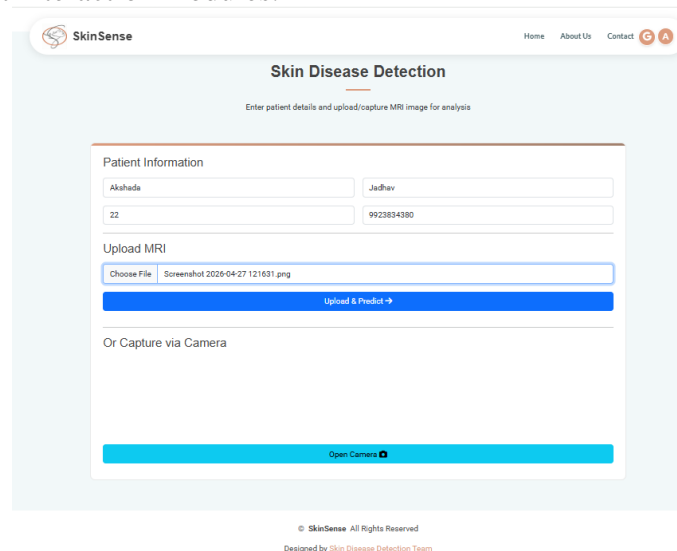 SkinSense
Home About Us Contact G A
Skin Disease Detection
Enter patient details and upload/capture MRI image for analysis
Patient Information
Akshada Jadhav
22 9923834380
Upload MRI
Choose File Screenshot 2026-04-27 121631.png
Upload & Predict →
Or Capture via Camera
Open Camera
© SkinSense All Rights Reserved
Designed by Skin Disease Detection Team